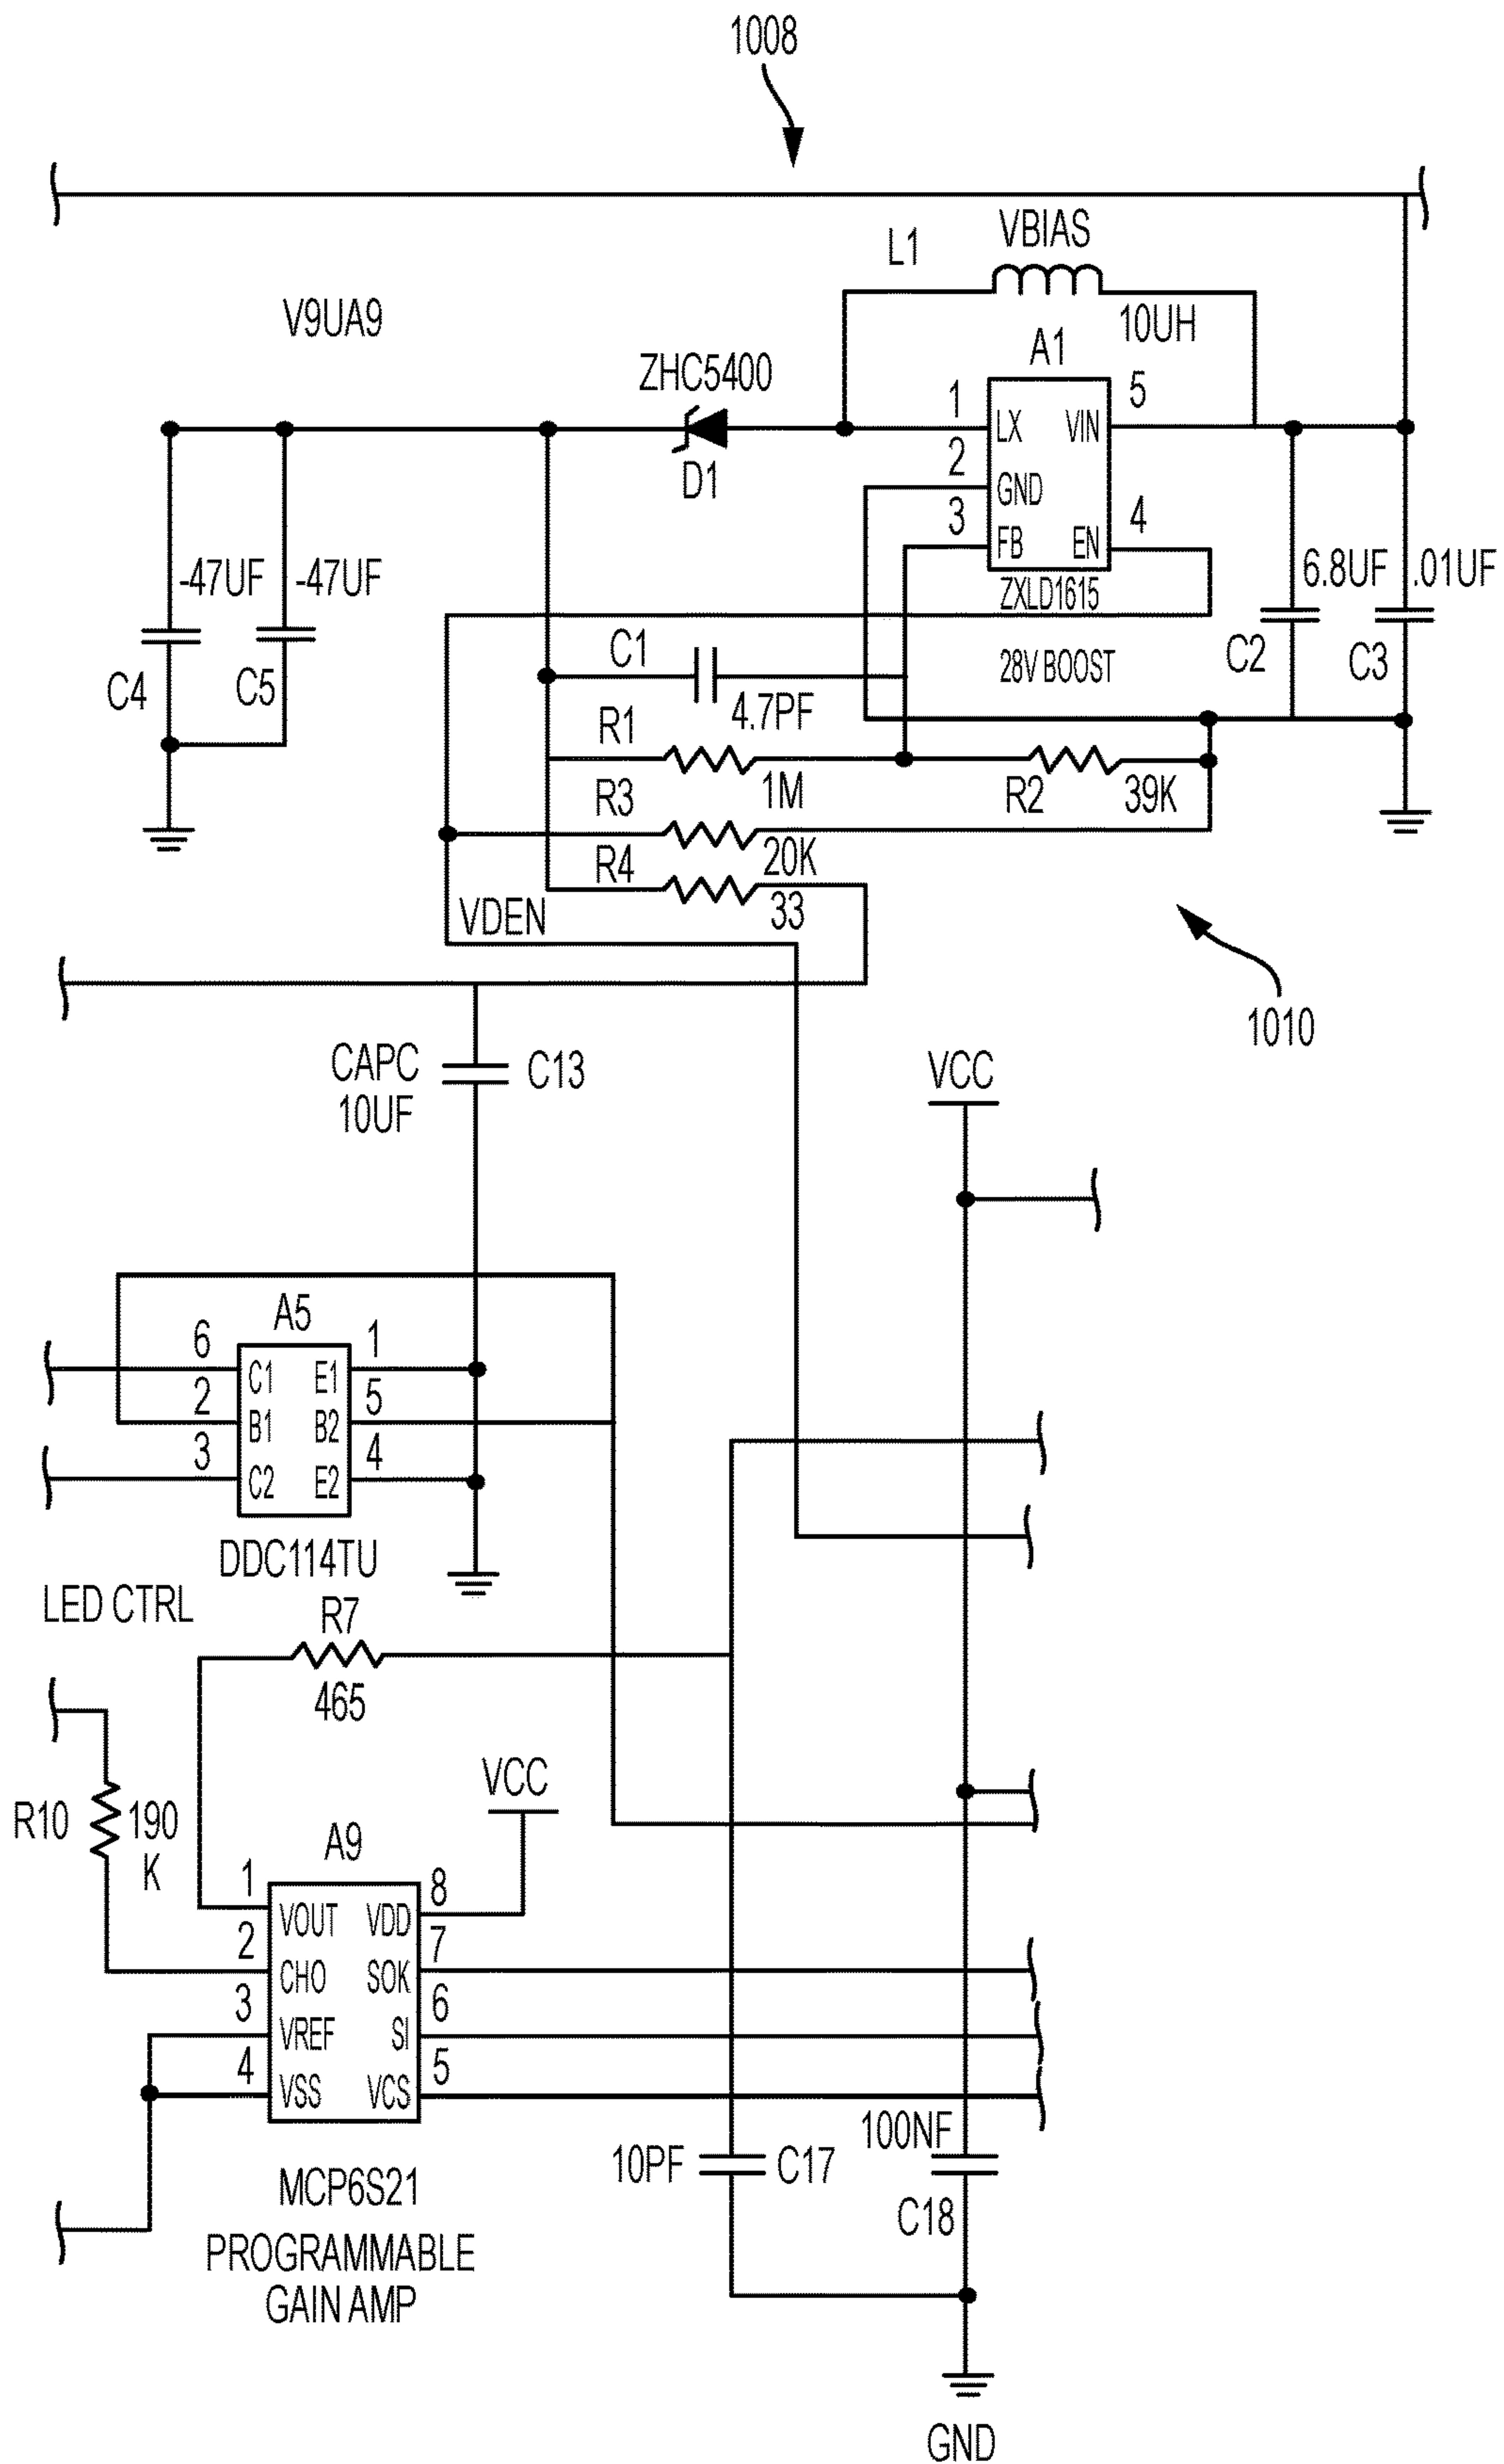 1008
VBIAS
L1
10UH
V9UA9
ZHC5400
D1
A1
1
2
3
5
4
LX
VIN
GND
FB
EN
ZXLD1615
28V BOOST
-47UF
-47UF
C4
C5
6.8UF
.01UF
C2
C3
C1
4.7PF
R1
1M
R2
39K
R3
20K
R4
33
VDEN
1010
CAPC
10UF
C13
VCC
A5
6
2
3
1
5
4
C1
E1
B1
B2
C2
E2
DDC114TU
LED CTRL
R7
465
R10
190
K
VCC
A9
1
2
3
4
8
7
6
5
VOUT
VDD
CHO
SOK
VREF
SI
VSS
VCS
MCP6S21
PROGRAMMABLE
GAIN AMP
10PF
C17
100NF
C18
GND